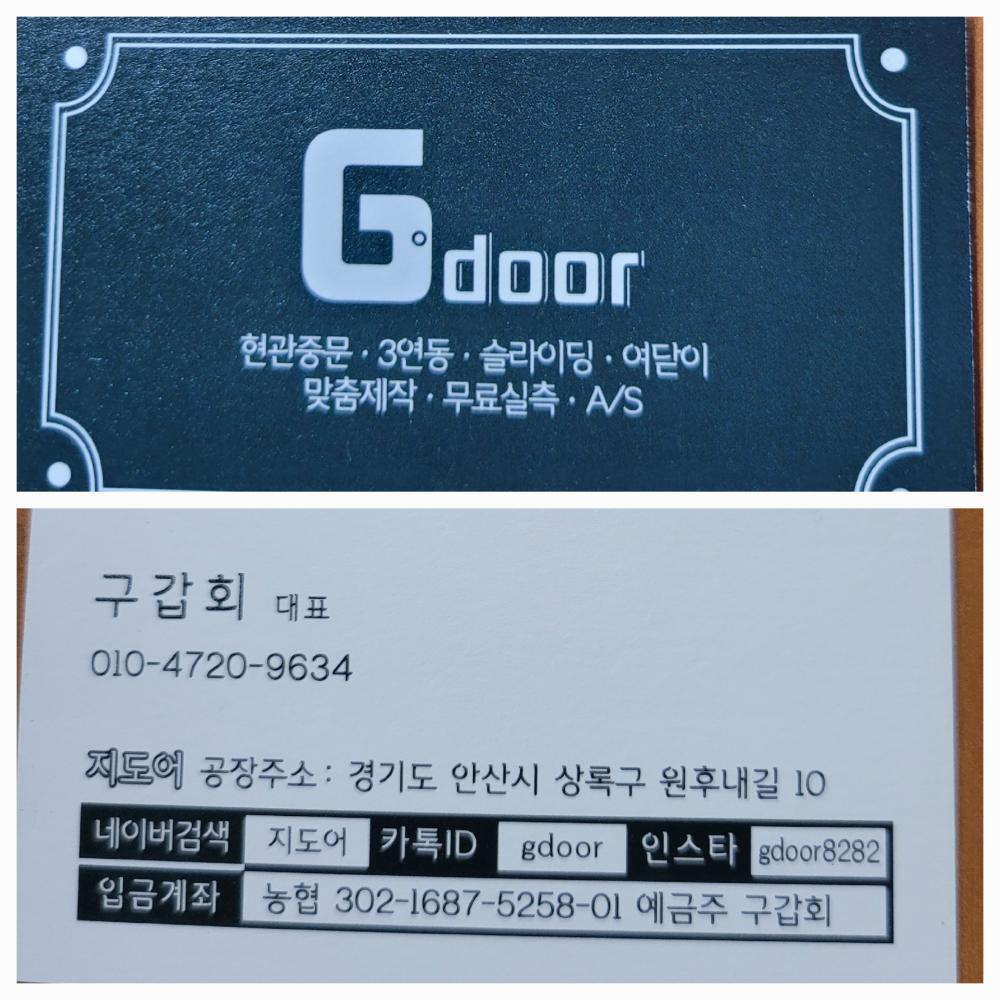 Gdoor
현관중문 · 3연동 · 슬라이딩 · 여닫이
맞춤제작 · 무료실측 · A/S
구갑회 대표
010-4720-9634
지도어 공장주소 : 경기도 안산시 상록구 원후내길 10
네이버검색 지도어 카톡ID gdoor 인스타 gdoor8282
입금계좌 농협 302-1687-5258-01 예금주 구갑회